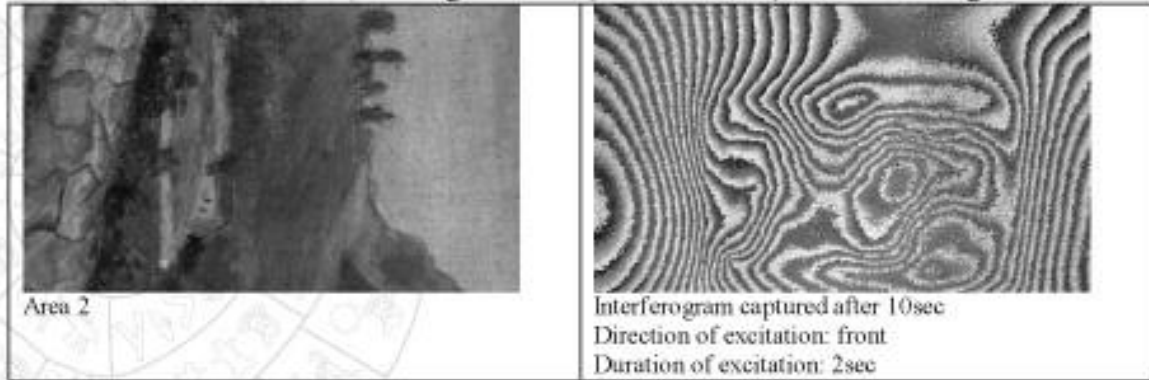 Area 2
Interferogram captured after 10sec
Direction of excitation: front
Duration of excitation: 2sec